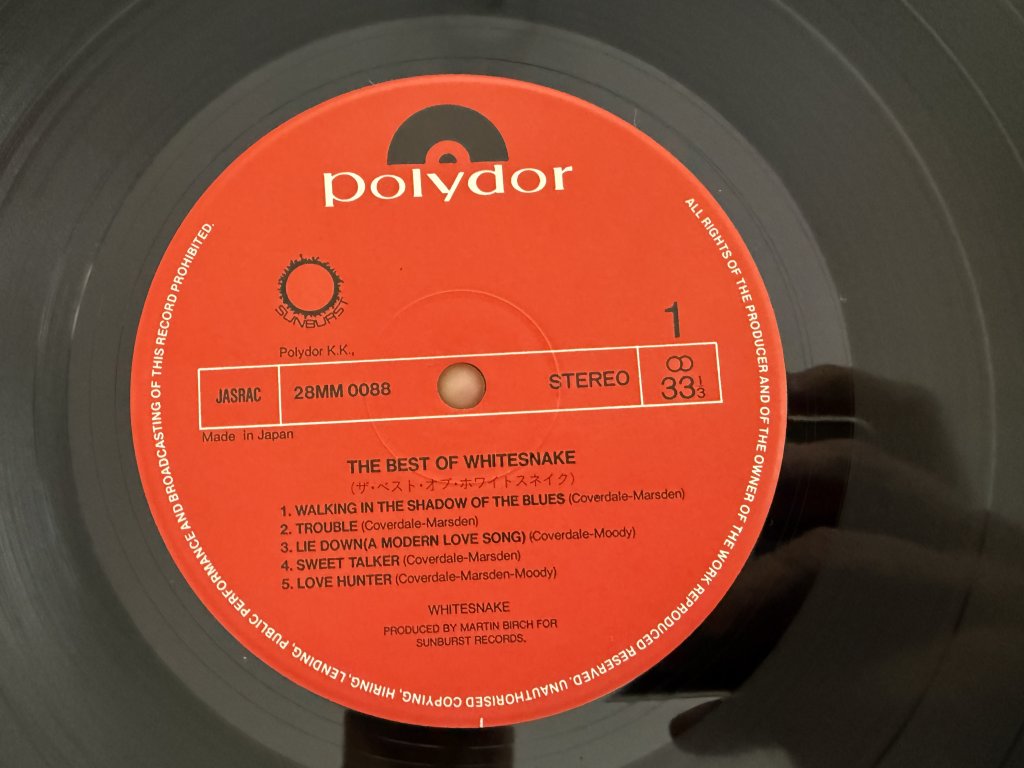 polydor
SUNBURST
1
Polydor K.K.,
JASRAC
28MM 0088
STEREO
33 1/3
Made in Japan
THE BEST OF WHITESNAKE
(ザ・ベスト・オブ・ホワイトスネイク)
1. WALKING IN THE SHADOW OF THE BLUES (Coverdale-Marsden)
2. TROUBLE (Coverdale-Marsden)
3. LIE DOWN(A MODERN LOVE SONG) (Coverdale-Moody)
4. SWEET TALKER (Coverdale-Marsden)
5. LOVE HUNTER (Coverdale-Marsden-Moody)
WHITESNAKE
PRODUCED BY MARTIN BIRCH FOR
SUNBURST RECORDS.
ALL RIGHTS OF THE PRODUCER AND OF THE OWNER OF THE WORK REPRODUCED RESERVED. UNAUTHORISED COPYING, HIRING, LENDING, PUBLIC PERFORMANCE AND BROADCASTING OF THIS RECORD PROHIBITED.